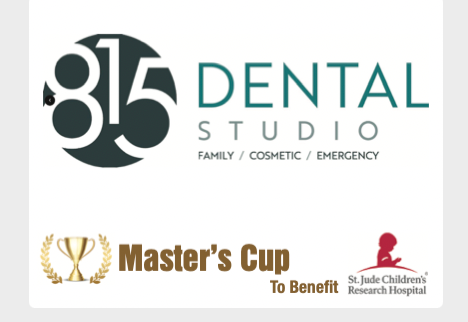 815
DENTAL
STUDIO
FAMILY / COSMETIC / EMERGENCY
Master's Cup
To Benefit
St. Jude Children's®
Research Hospital